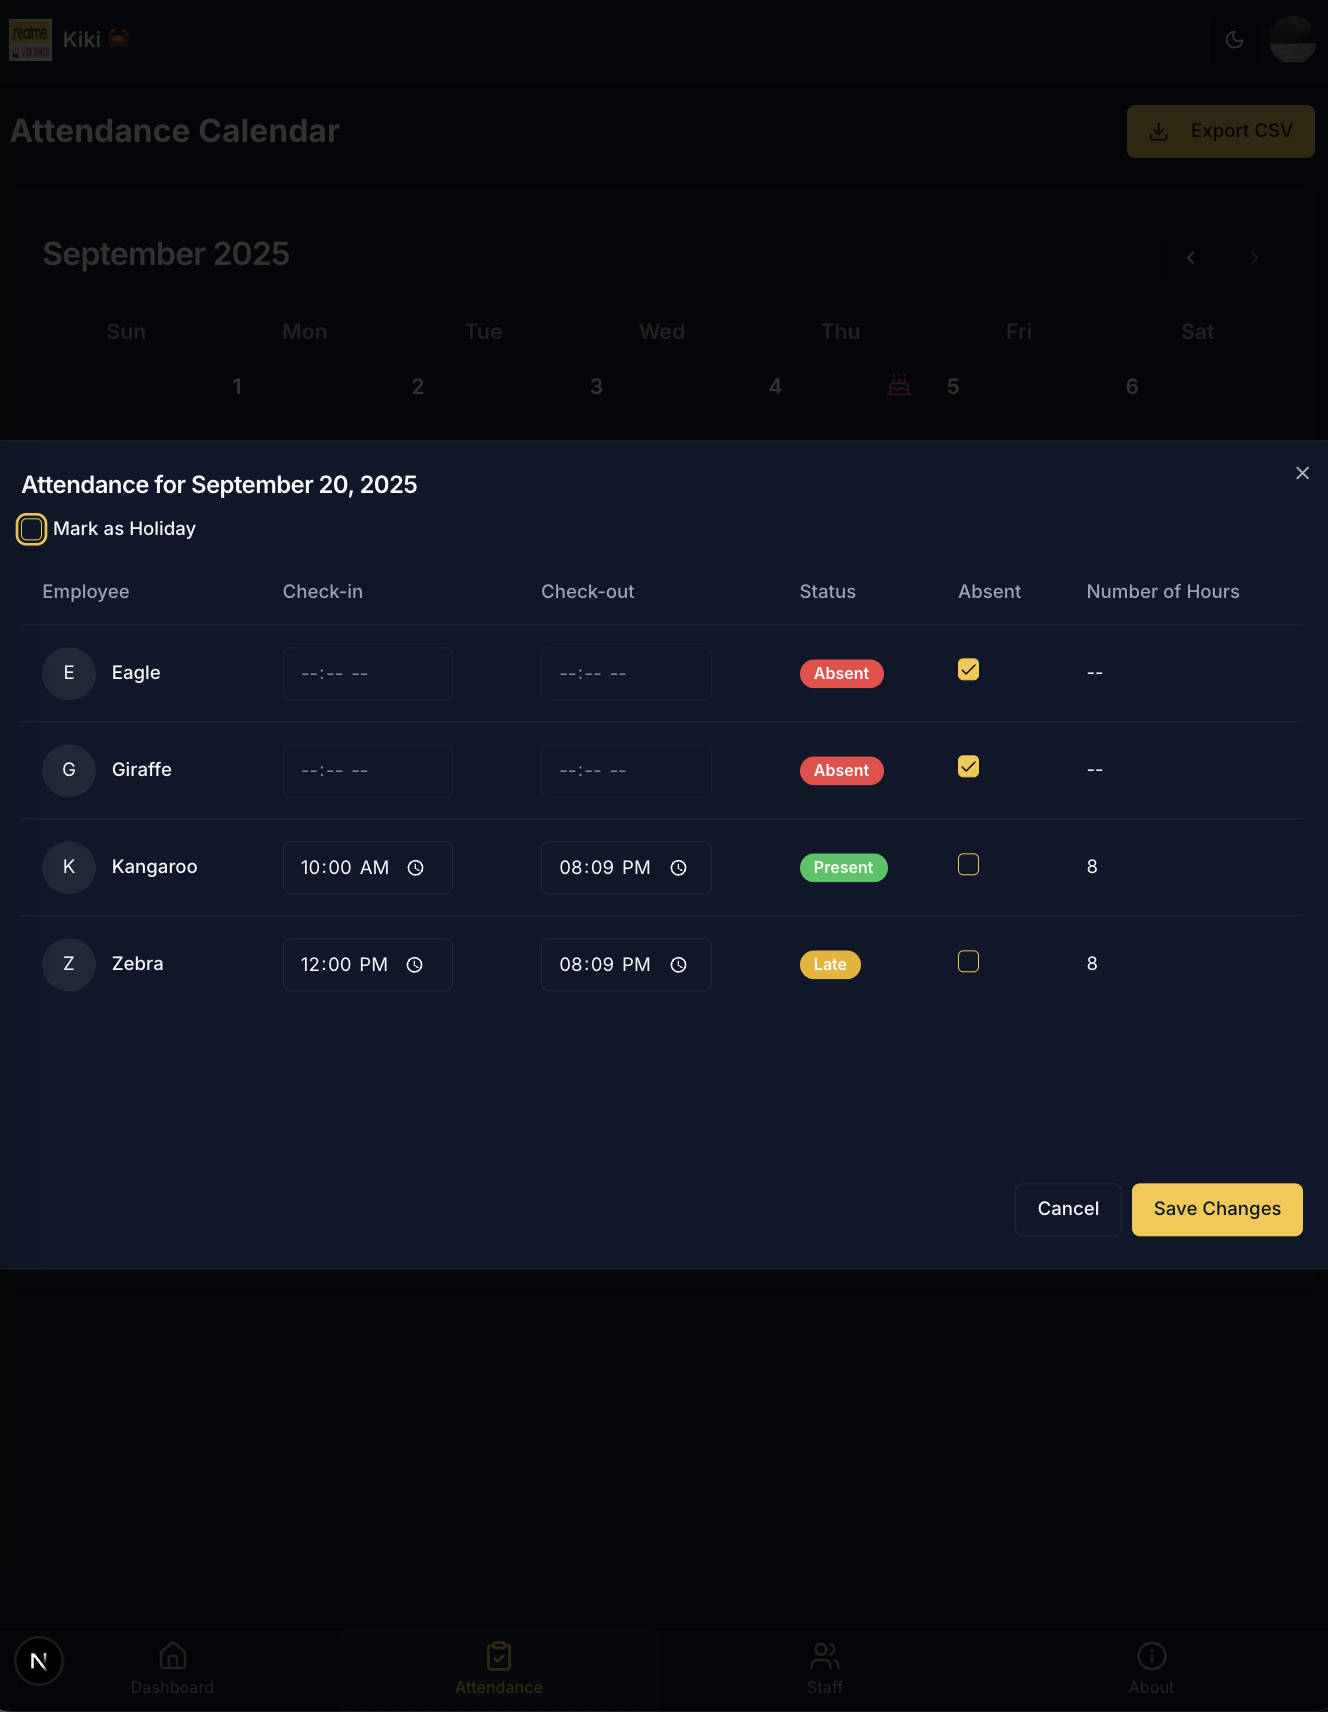 realme
VIKINGS
Kiki 🦀
Attendance Calendar
Export CSV
September 2025
Sun Mon Tue Wed Thu Fri Sat
1 2 3 4 5 6
Attendance for September 20, 2025
Mark as Holiday
Employee Check-in Check-out Status Absent Number of Hours
E Eagle --:-- -- --:-- -- Absent --
G Giraffe --:-- -- --:-- -- Absent --
K Kangaroo 10:00 AM 08:09 PM Present 8
Z Zebra 12:00 PM 08:09 PM Late 8
Cancel Save Changes
N Dashboard Attendance Staff About